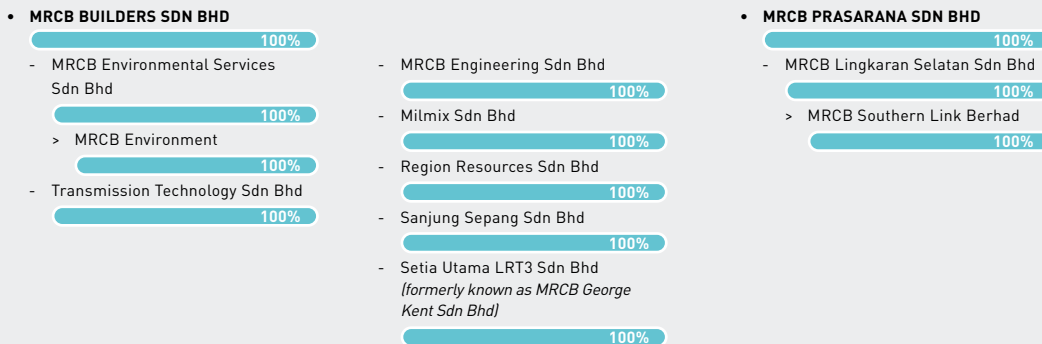 • MRCB BUILDERS SDN BHD
100%
- MRCB Environmental Services
Sdn Bhd
100%
> MRCB Environment
100%
- Transmission Technology Sdn Bhd
100%
- MRCB Engineering Sdn Bhd
100%
- Milmix Sdn Bhd
100%
- Region Resources Sdn Bhd
100%
- Sanjung Sepang Sdn Bhd
100%
- Setia Utama LRT3 Sdn Bhd
(formerly known as MRCB George
Kent Sdn Bhd)
100%
• MRCB PRASARANA SDN BHD
100%
- MRCB Lingkaran Selatan Sdn Bhd
100%
> MRCB Southern Link Berhad
100%